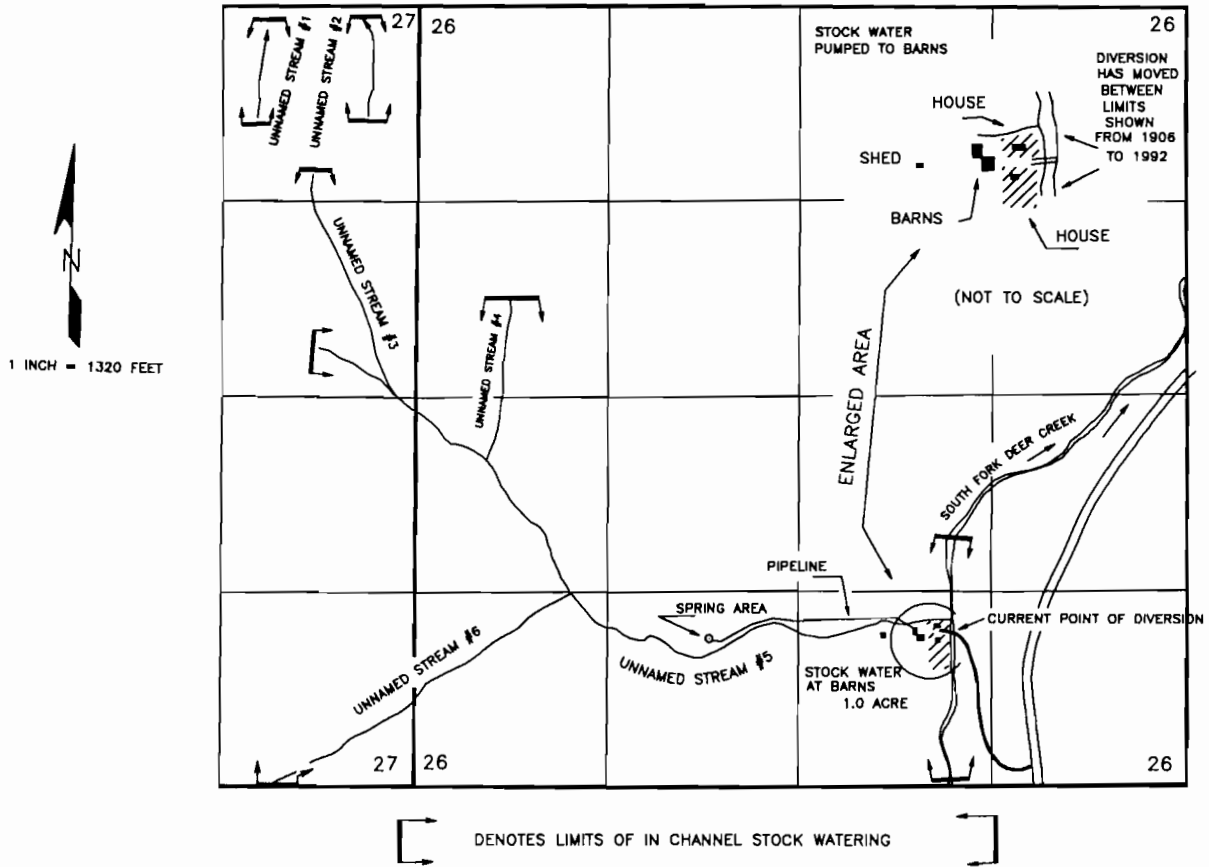 27
26
26
UNNAMED STREAM #1
UNNAMED STREAM #2
STOCK WATER
PUMPED TO BARNS
DIVERSION
HAS MOVED
BETWEEN
LIMITS
SHOWN
FROM 1906
TO 1992
HOUSE
SHED
BARNS
HOUSE
(NOT TO SCALE)
N
1 INCH = 1320 FEET
UNNAMED STREAM #3
UNNAMED STREAM #4
ENLARGED AREA
SOUTH FORK DEER CREEK
PIPELINE
SPRING AREA
CURRENT POINT OF DIVERSION
UNNAMED STREAM #5
UNNAMED STREAM #6
STOCK WATER
AT BARNS
1.0 ACRE
27
26
26
DENOTES LIMITS OF IN CHANNEL STOCK WATERING